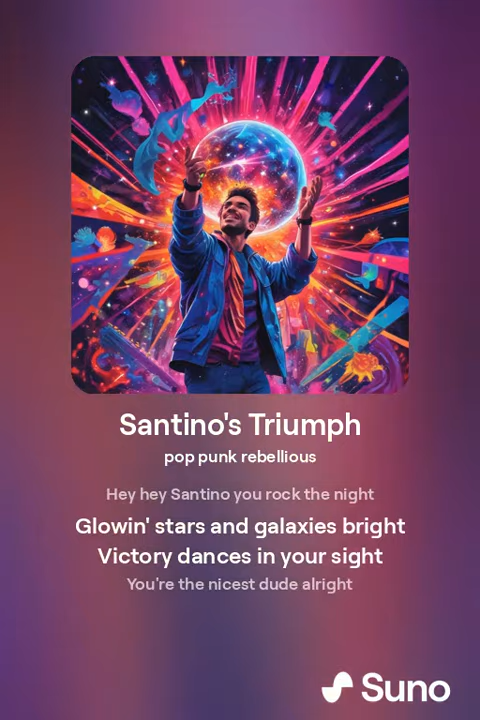 Santino's Triumph
pop punk rebellious
Hey hey Santino you rock the night
Glowin' stars and galaxies bright
Victory dances in your sight
You're the nicest dude alright
Suno